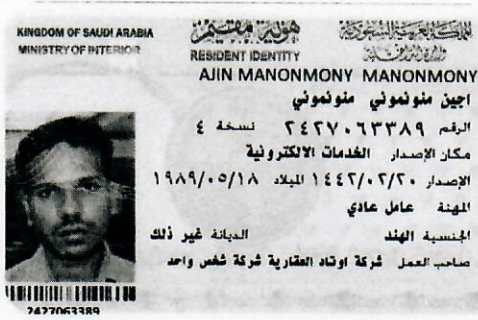 KINGDOM OF SAUDI ARABIA
MINISTRY OF INTERIOR
هوية مقيم
RESIDENT IDENTITY
المملكة العربية السعودية
وزارة الداخلية
AJIN MANONMONY MANONMONY
اجين منونموني منونموني
الرقم ٢٤٢٧٠٦٣٣٨٩ نسخة ٤
مكان الإصدار الخدمات الالكترونية
الإصدار ١٤٤٢/٠٢/٢٠ الميلاد ١٩٨٩/٠٥/١٨
المهنة عامل عادي
الجنسية الهند الديانة غير ذلك
صاحب العمل شركة اوتاد العقارية شركة شخص واحد
2427063389